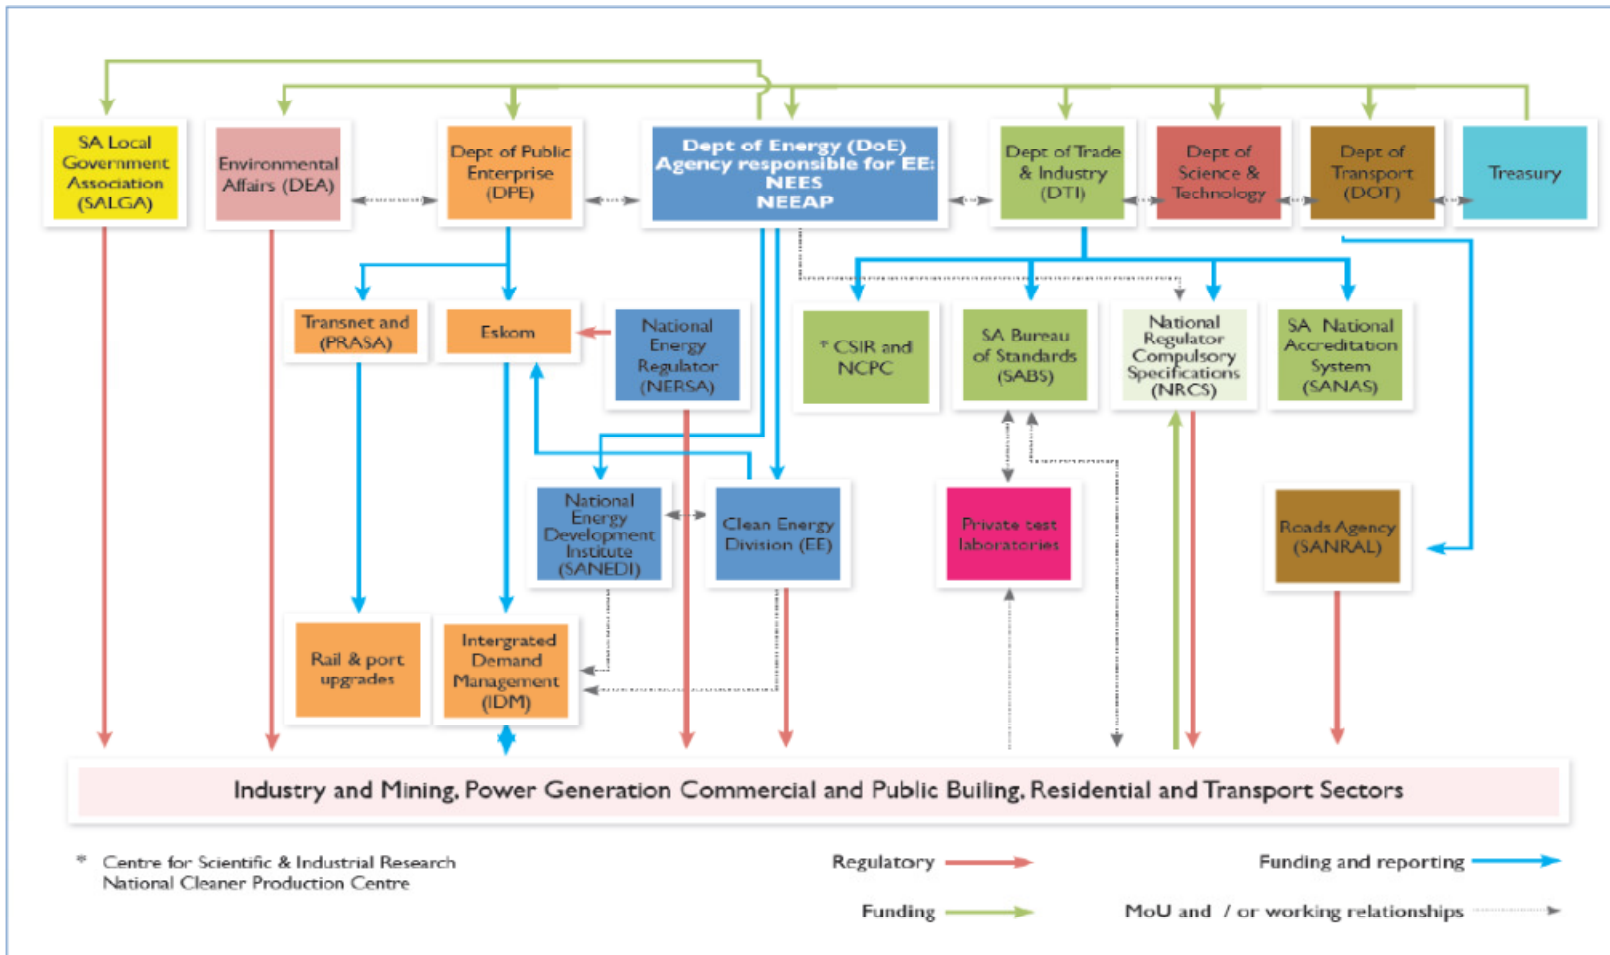 SA Local
Government
Association
(SALGA)
Environmental
Affairs (DEA)
Dept of Public
Enterprise
(DPE)
Dept of Energy (DoE)
Agency responsible for EE:
NEES
NEEAP
Dept of Trade
& Industry
(DTI)
Dept of
Science &
Technology
Dept of
Transport
(DOT)
Treasury
Transnet and
(PRASA)
Eskom
National
Energy
Regulator
(NERSA)
* CSIR and
NCPC
SA Bureau
of Standards
(SABS)
National
Regulator
Compulsory
Specifications
(NRCS)
SA National
Accreditation
System
(SANAS)
National
Energy
Development
Institute
(SANEDI)
Clean Energy
Division (EE)
Private test
laboratories
Roads Agency
(SANRAL)
Rail & port
upgrades
Intergrated
Demand
Management
(IDM)
Industry and Mining, Power Generation Commercial and Public Builing, Residential and Transport Sectors
* Centre for Scientific & Industrial Research
National Cleaner Production Centre
Regulatory
Funding and reporting
Funding
MoU and / or working relationships